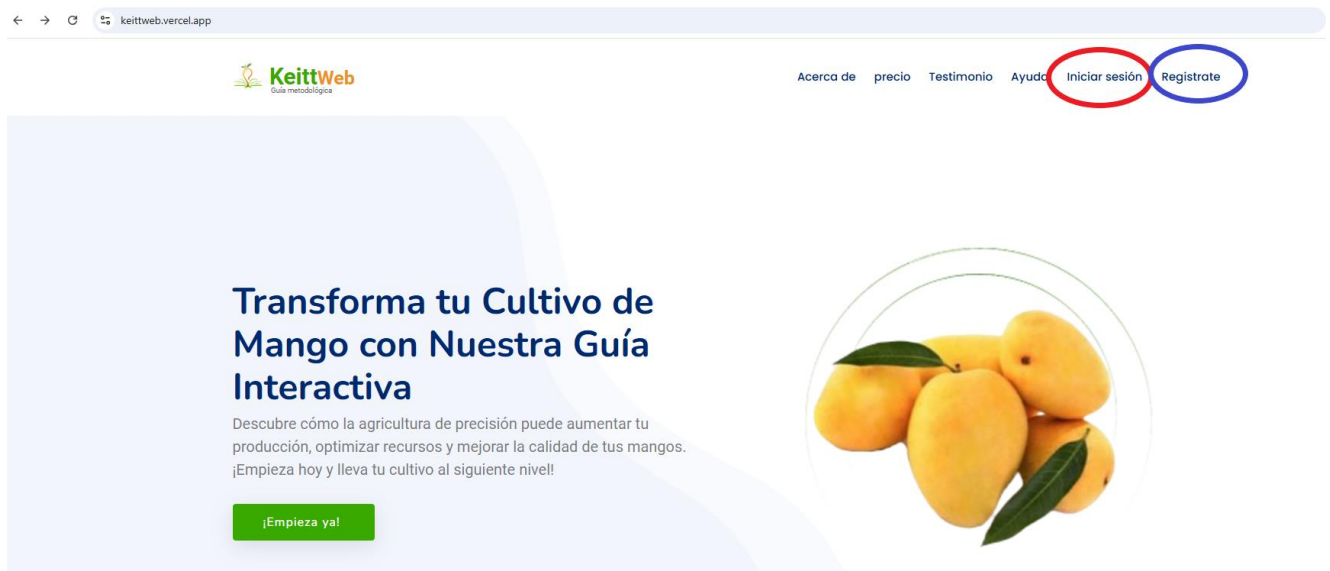 keittweb.vercel.app
KeittWeb
Guía metodológica
Acerca de precio Testimonio Ayuda Iniciar sesión Registrate
Transforma tu Cultivo de
Mango con Nuestra Guía
Interactiva
Descubre cómo la agricultura de precisión puede aumentar tu
producción, optimizar recursos y mejorar la calidad de tus mangos.
¡Empieza hoy y lleva tu cultivo al siguiente nivel!
¡Empieza ya!